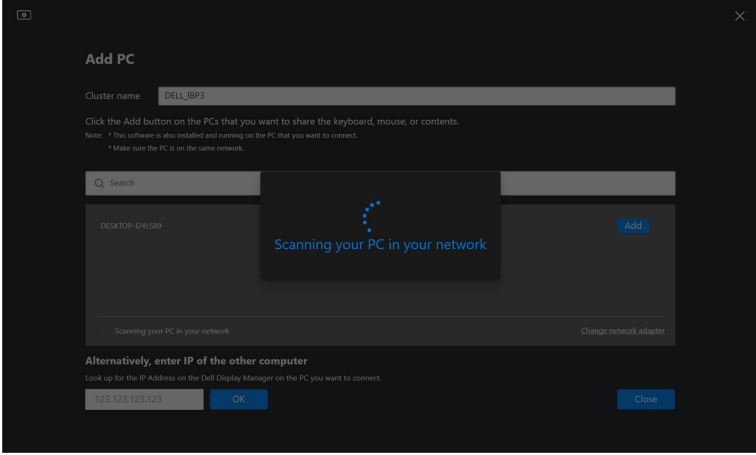 Add PC
Cluster name DELL_IBP3
Click the Add button on the PCs that you want to share the keyboard, mouse, or contents.
Note: * This software is also installed and running on the PC that you want to connect.
* Make sure the PC is on the same network.
Search
DESKTOP-I24LSB9 Add
Scanning your PC in your network
Scanning your PC in your network Change network adapter
Alternatively, enter IP of the other computer
Look up for the IP Address on the Dell Display Manager on the PC you want to connect.
123.123.123.123 OK Close